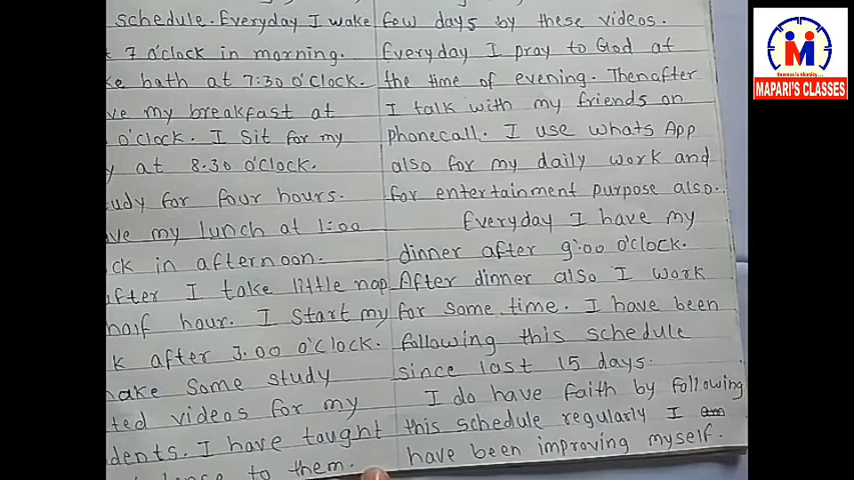 schedule. Everyday I wake
7 o'clock in morning.
bath at 7:30 o'clock.
my breakfast at
o'clock. I Sit for my
at 8.30 o'clock.
for four hours.
my lunch at 1:00
in afternoon.
I take little nap
half hour. I start my
after 3.00 o'clock.
some study
videos for my
I have taught
to them.
few days by these videos.
Everyday I pray to God at
the time of evening. Thenafter
I talk with my friends on
phonecall. I use Whats App
also for my daily work and
for entertainment purpose also.
Everyday I have my
dinner after 9:00 o'clock.
After dinner also I work
for some time. I have been
following this schedule
since last 15 days.
I do have faith by following
this schedule regularly I am
have been improving myself.
MAPARI'S CLASSES